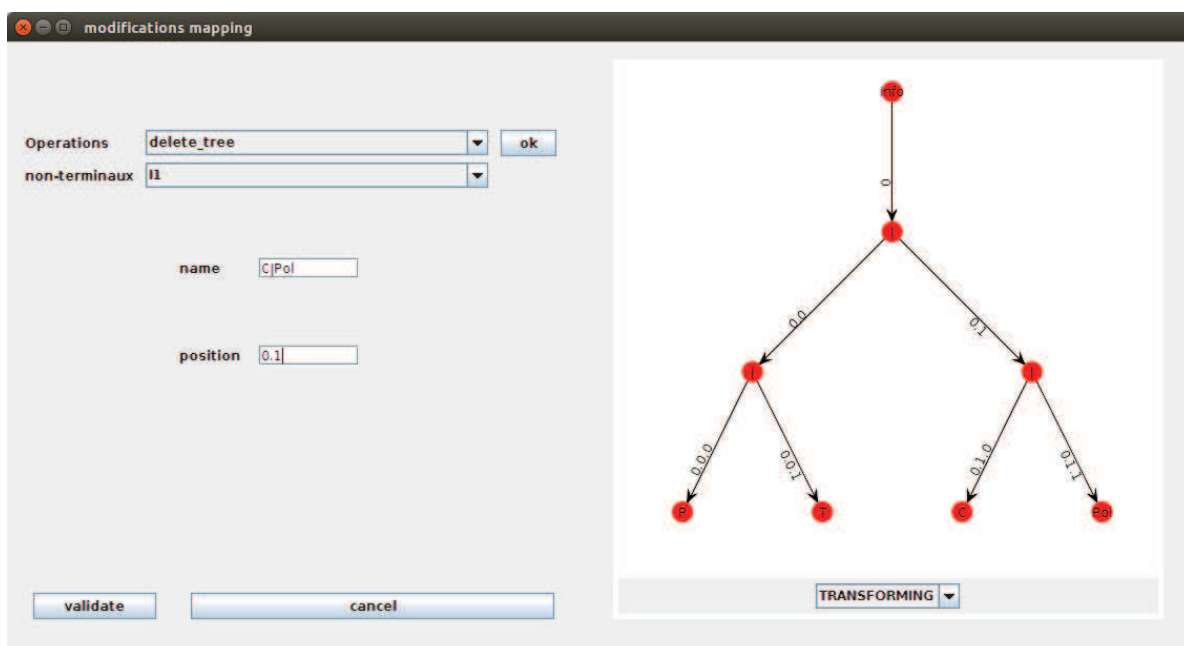 modifications mapping
Operations delete_tree ok
non-terminaux I1
name C|Pol
position 0.1
validate cancel
info
0
|
0.0 0.1
| |
0.0.0 0.0.1 0.1.0 0.1.1
P T C Pol
TRANSFORMING